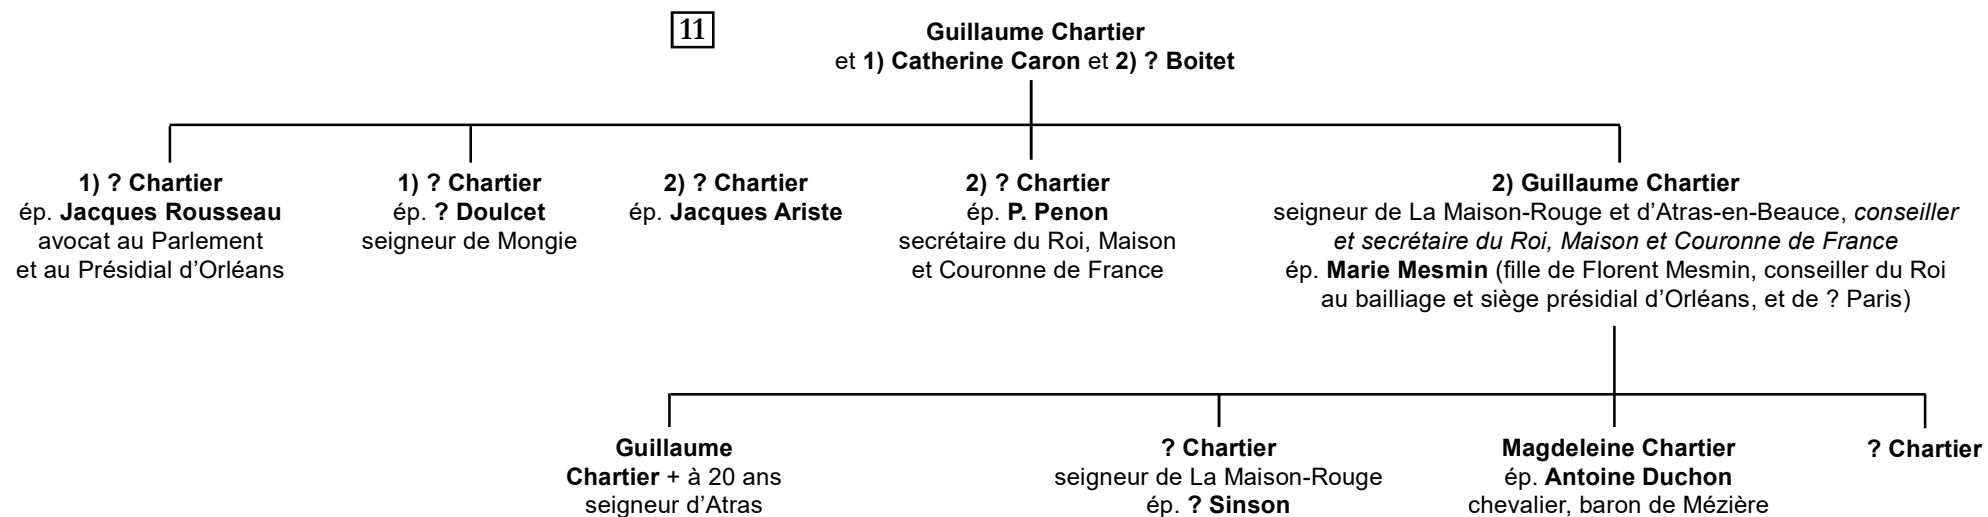 11
Guillaume Chartier
et 1) Catherine Caron et 2) ? Boitet
1) ? Chartier
ép. Jacques Rousseau
avocat au Parlement
et au Présidial d’Orléans
1) ? Chartier
ép. ? Doulcet
seigneur de Mongie
2) ? Chartier
ép. Jacques Ariste
2) ? Chartier
ép. P. Penon
secrétaire du Roi, Maison
et Couronne de France
2) Guillaume Chartier
seigneur de La Maison-Rouge et d’Atras-en-Beauce, conseiller
et secrétaire du Roi, Maison et Couronne de France
ép. Marie Mesmin (fille de Florent Mesmin, conseiller du Roi
au bailliage et siège présidial d’Orléans, et de ? Paris)
Guillaume
Chartier + à 20 ans
seigneur d’Atras
? Chartier
seigneur de La Maison-Rouge
ép. ? Sinson
Magdeleine Chartier
ép. Antoine Duchon
chevalier, baron de Mézière
? Chartier